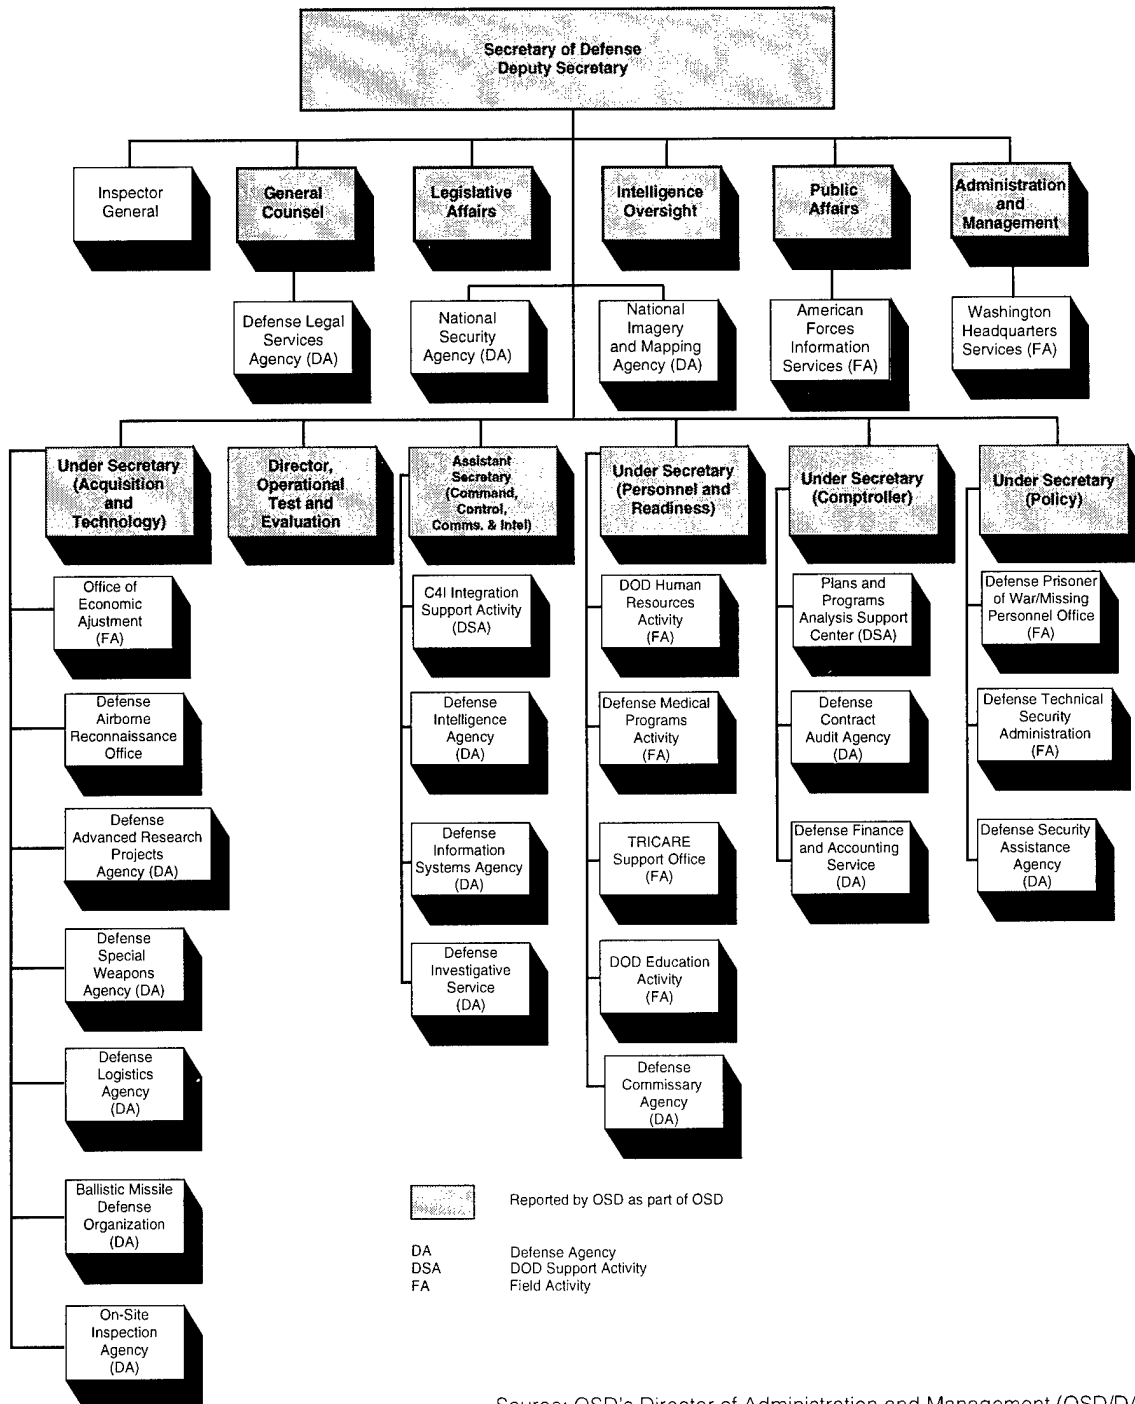 Secretary of Defense
Deputy Secretary
Inspector
General
General
Counsel
Legislative
Affairs
Intelligence
Oversight
Public
Affairs
Administration
and
Management
Defense Legal
Services
Agency (DA)
National
Security
Agency (DA)
National
Imagery
and Mapping
Agency (DA)
American
Forces
Information
Services (FA)
Washington
Headquarters
Services (FA)
Under Secretary
(Acquisition
and
Technology)
Director,
Operational
Test and
Evaluation
Assistant
Secretary
(Command,
Control,
Comms. & Intel)
Under Secretary
(Personnel and
Readiness)
Under Secretary
(Comptroller)
Under Secretary
(Policy)
Office of
Economic
Ajustment
(FA)
Defense
Airborne
Reconnaissance
Office
Defense
Advanced Research
Projects
Agency (DA)
Defense
Special
Weapons
Agency (DA)
Defense
Logistics
Agency
(DA)
Ballistic Missile
Defense
Organization
(DA)
On-Site
Inspection
Agency
(DA)
C4I Integration
Support Activity
(DSA)
Defense
Intelligence
Agency
(DA)
Defense
Information
Systems Agency
(DA)
Defense
Investigative
Service
(DA)
DOD Human
Resources
Activity
(FA)
Defense Medical
Programs
Activity
(FA)
TRICARE
Support Office
(FA)
DOD Education
Activity
(FA)
Defense
Commissary
Agency
(DA)
Plans and
Programs
Analysis Support
Center (DSA)
Defense
Contract
Audit Agency
(DA)
Defense Finance
and Accounting
Service
(DA)
Defense Prisoner
of War/Missing
Personnel Office
(FA)
Defense Technical
Security
Administration
(FA)
Defense Security
Assistance
Agency
(DA)
Reported by OSD as part of OSD
DA Defense Agency
DSA DOD Support Activity
FA Field Activity
Source: OSD's Director of Administration and Management